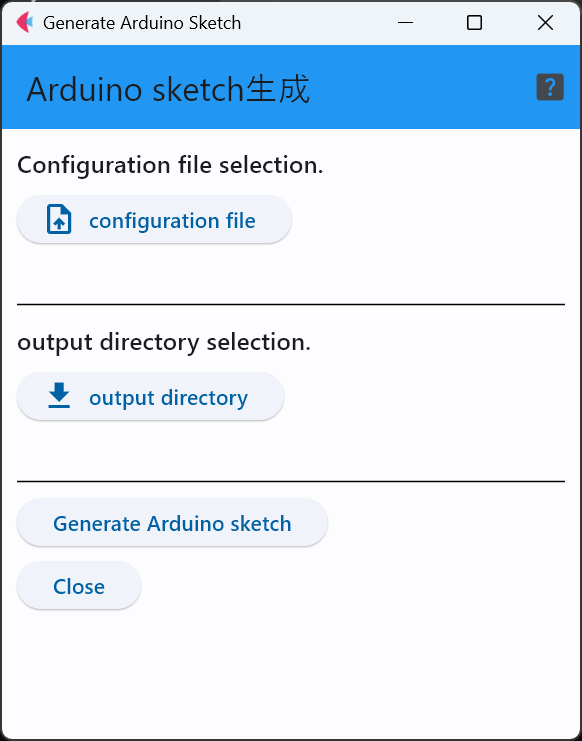 Generate Arduino Sketch
Arduino sketch生成
?
Configuration file selection.
configuration file
output directory selection.
output directory
Generate Arduino sketch
Close